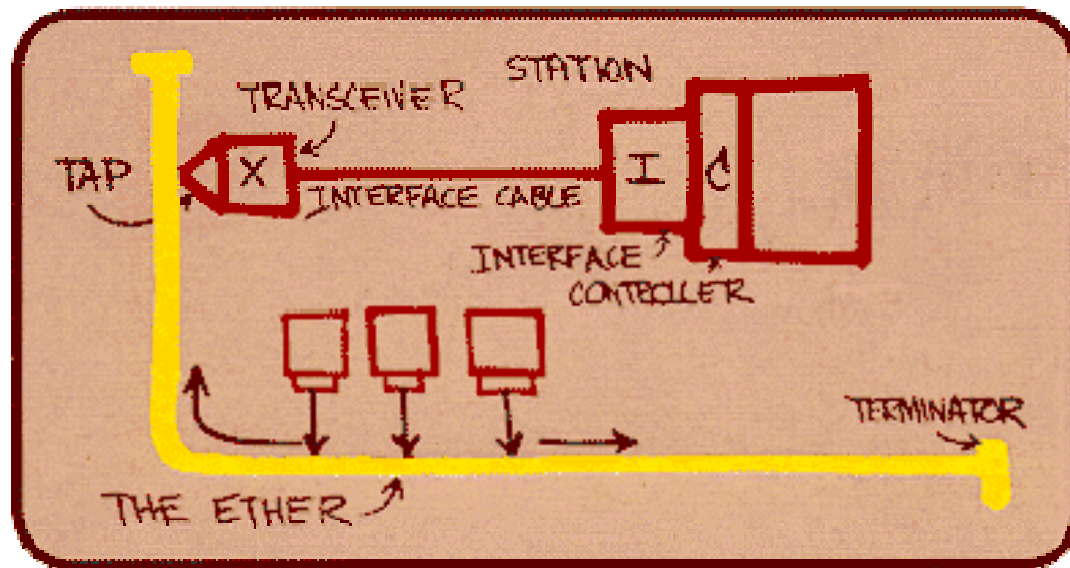 STATION
TRANSCEIVER
TAP
X
I
C
INTERFACE CABLE
INTERFACE
CONTROLLER
TERMINATOR
THE ETHER